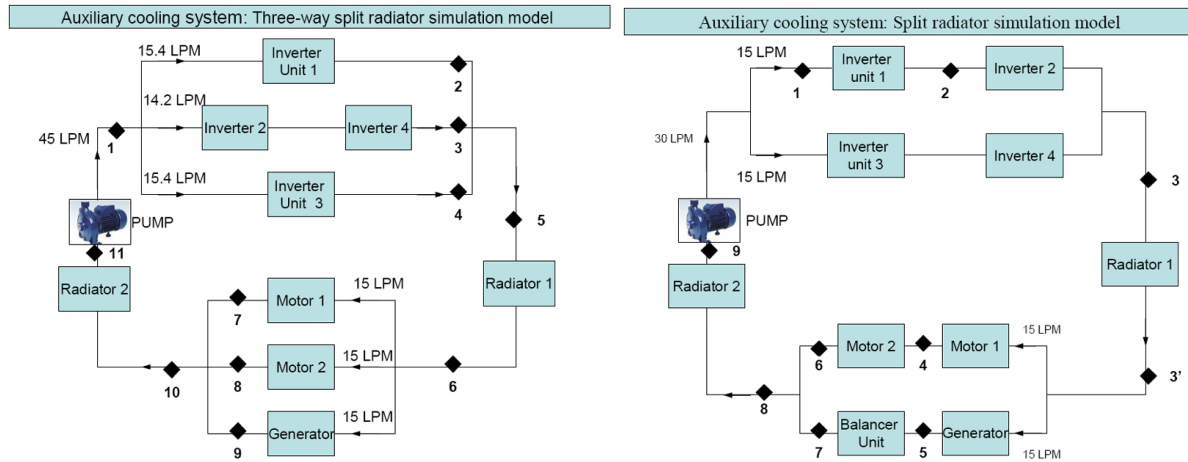 Auxiliary cooling system: Three-way split radiator simulation model
15.4 LPM
Inverter
Unit 1
2
14.2 LPM
45 LPM
1
Inverter 2
Inverter 4
3
15.4 LPM
Inverter
Unit 3
4
PUMP
5
11
Radiator 2
Radiator 1
15 LPM
Motor 1
7
15 LPM
Motor 2
8
6
10
15 LPM
Generator
9
Auxiliary cooling system: Split radiator simulation model
15 LPM
1
Inverter
unit 1
2
Inverter 2
30 LPM
15 LPM
Inverter
unit 3
Inverter 4
3
PUMP
9
Radiator 2
Radiator 1
15 LPM
Motor 2
6
4
Motor 1
3'
8
Balancer
Unit
7
5
Generator
15 LPM